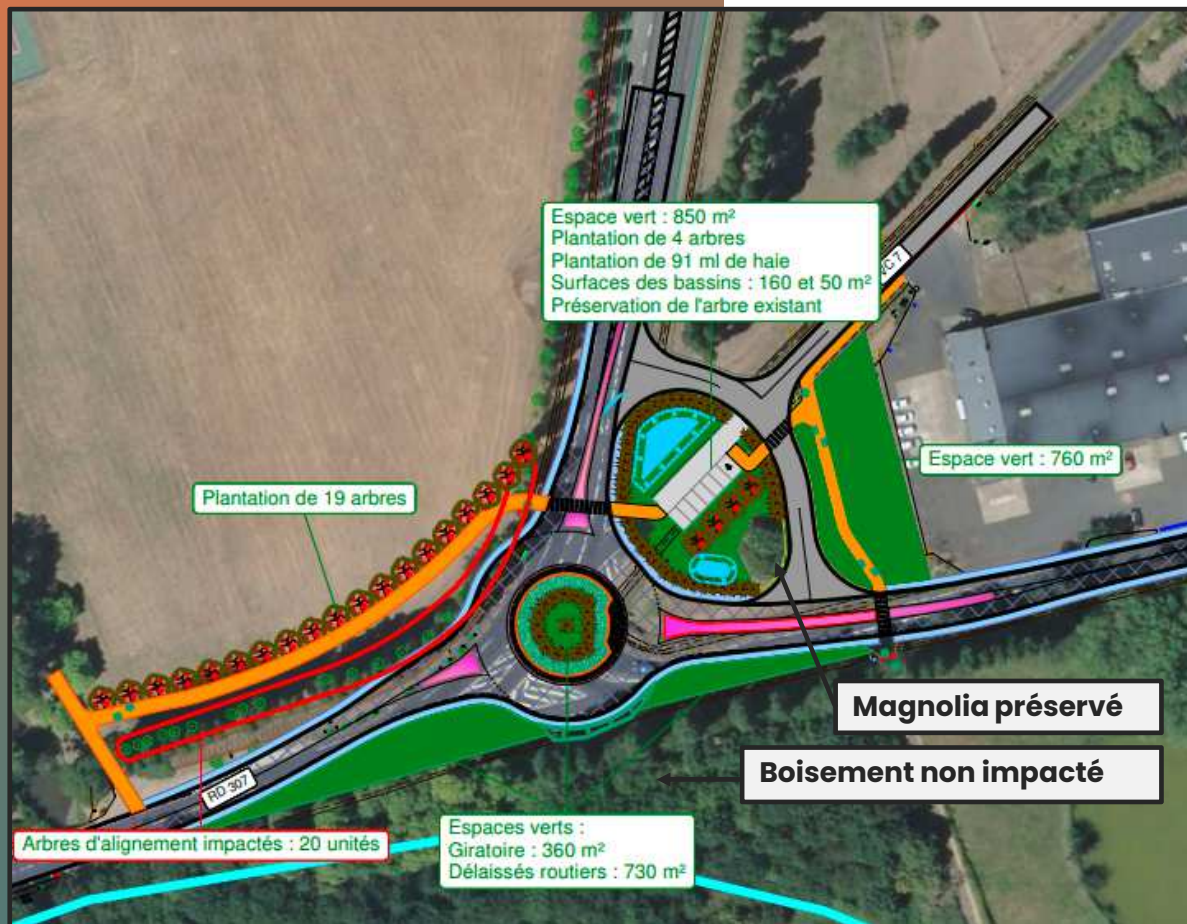 Espace vert : 850 m²
Plantation de 4 arbres
Plantation de 91 ml de haie
Surfaces des bassins : 160 et 50 m²
Préservation de l'arbre existant
VC 7
Espace vert : 760 m²
Plantation de 19 arbres
Magnolia préservé
Boisement non impacté
RD 307
Arbres d'alignement impactés : 20 unités
Espaces verts :
Giratoire : 360 m²
Délaissés routiers : 730 m²